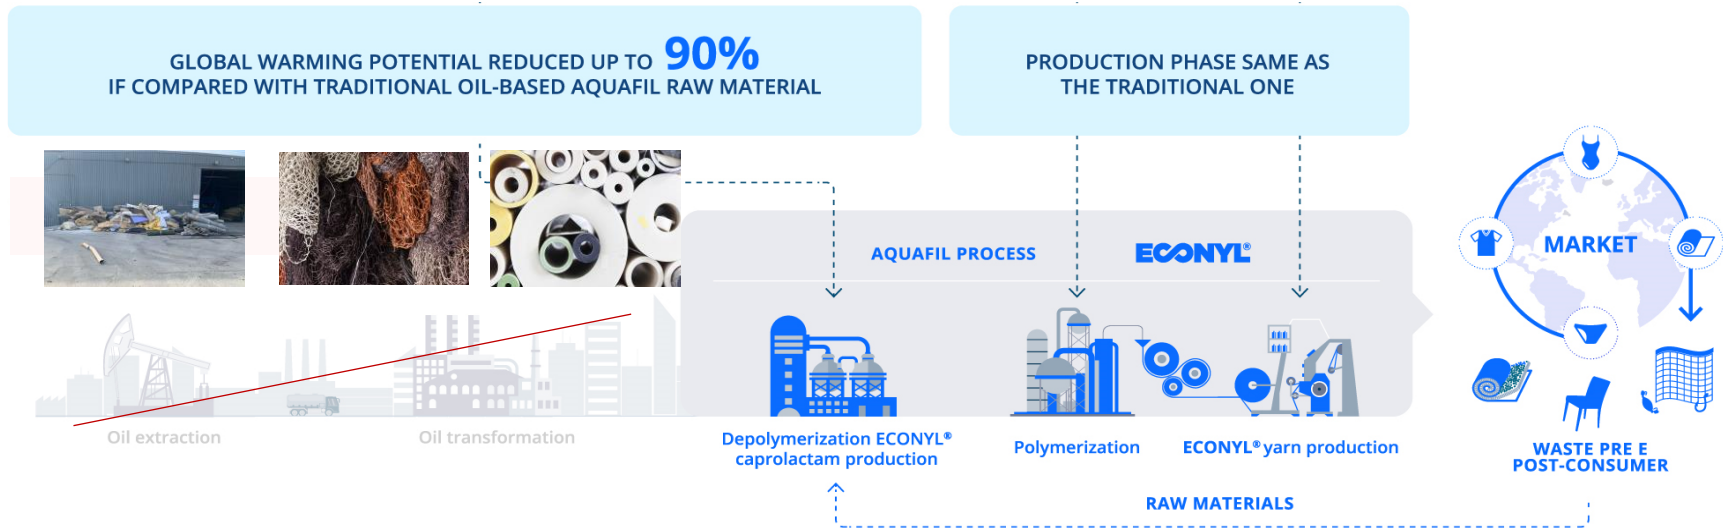 GLOBAL WARMING POTENTIAL REDUCED UP TO 90%
IF COMPARED WITH TRADITIONAL OIL-BASED AQUAFIL RAW MATERIAL
PRODUCTION PHASE SAME AS
THE TRADITIONAL ONE
AQUAFIL PROCESS
ECONYL®
MARKET
Oil extraction
Oil transformation
Depolymerization ECONYL®
caprolactam production
Polymerization
ECONYL® yarn production
WASTE PRE E
POST-CONSUMER
RAW MATERIALS